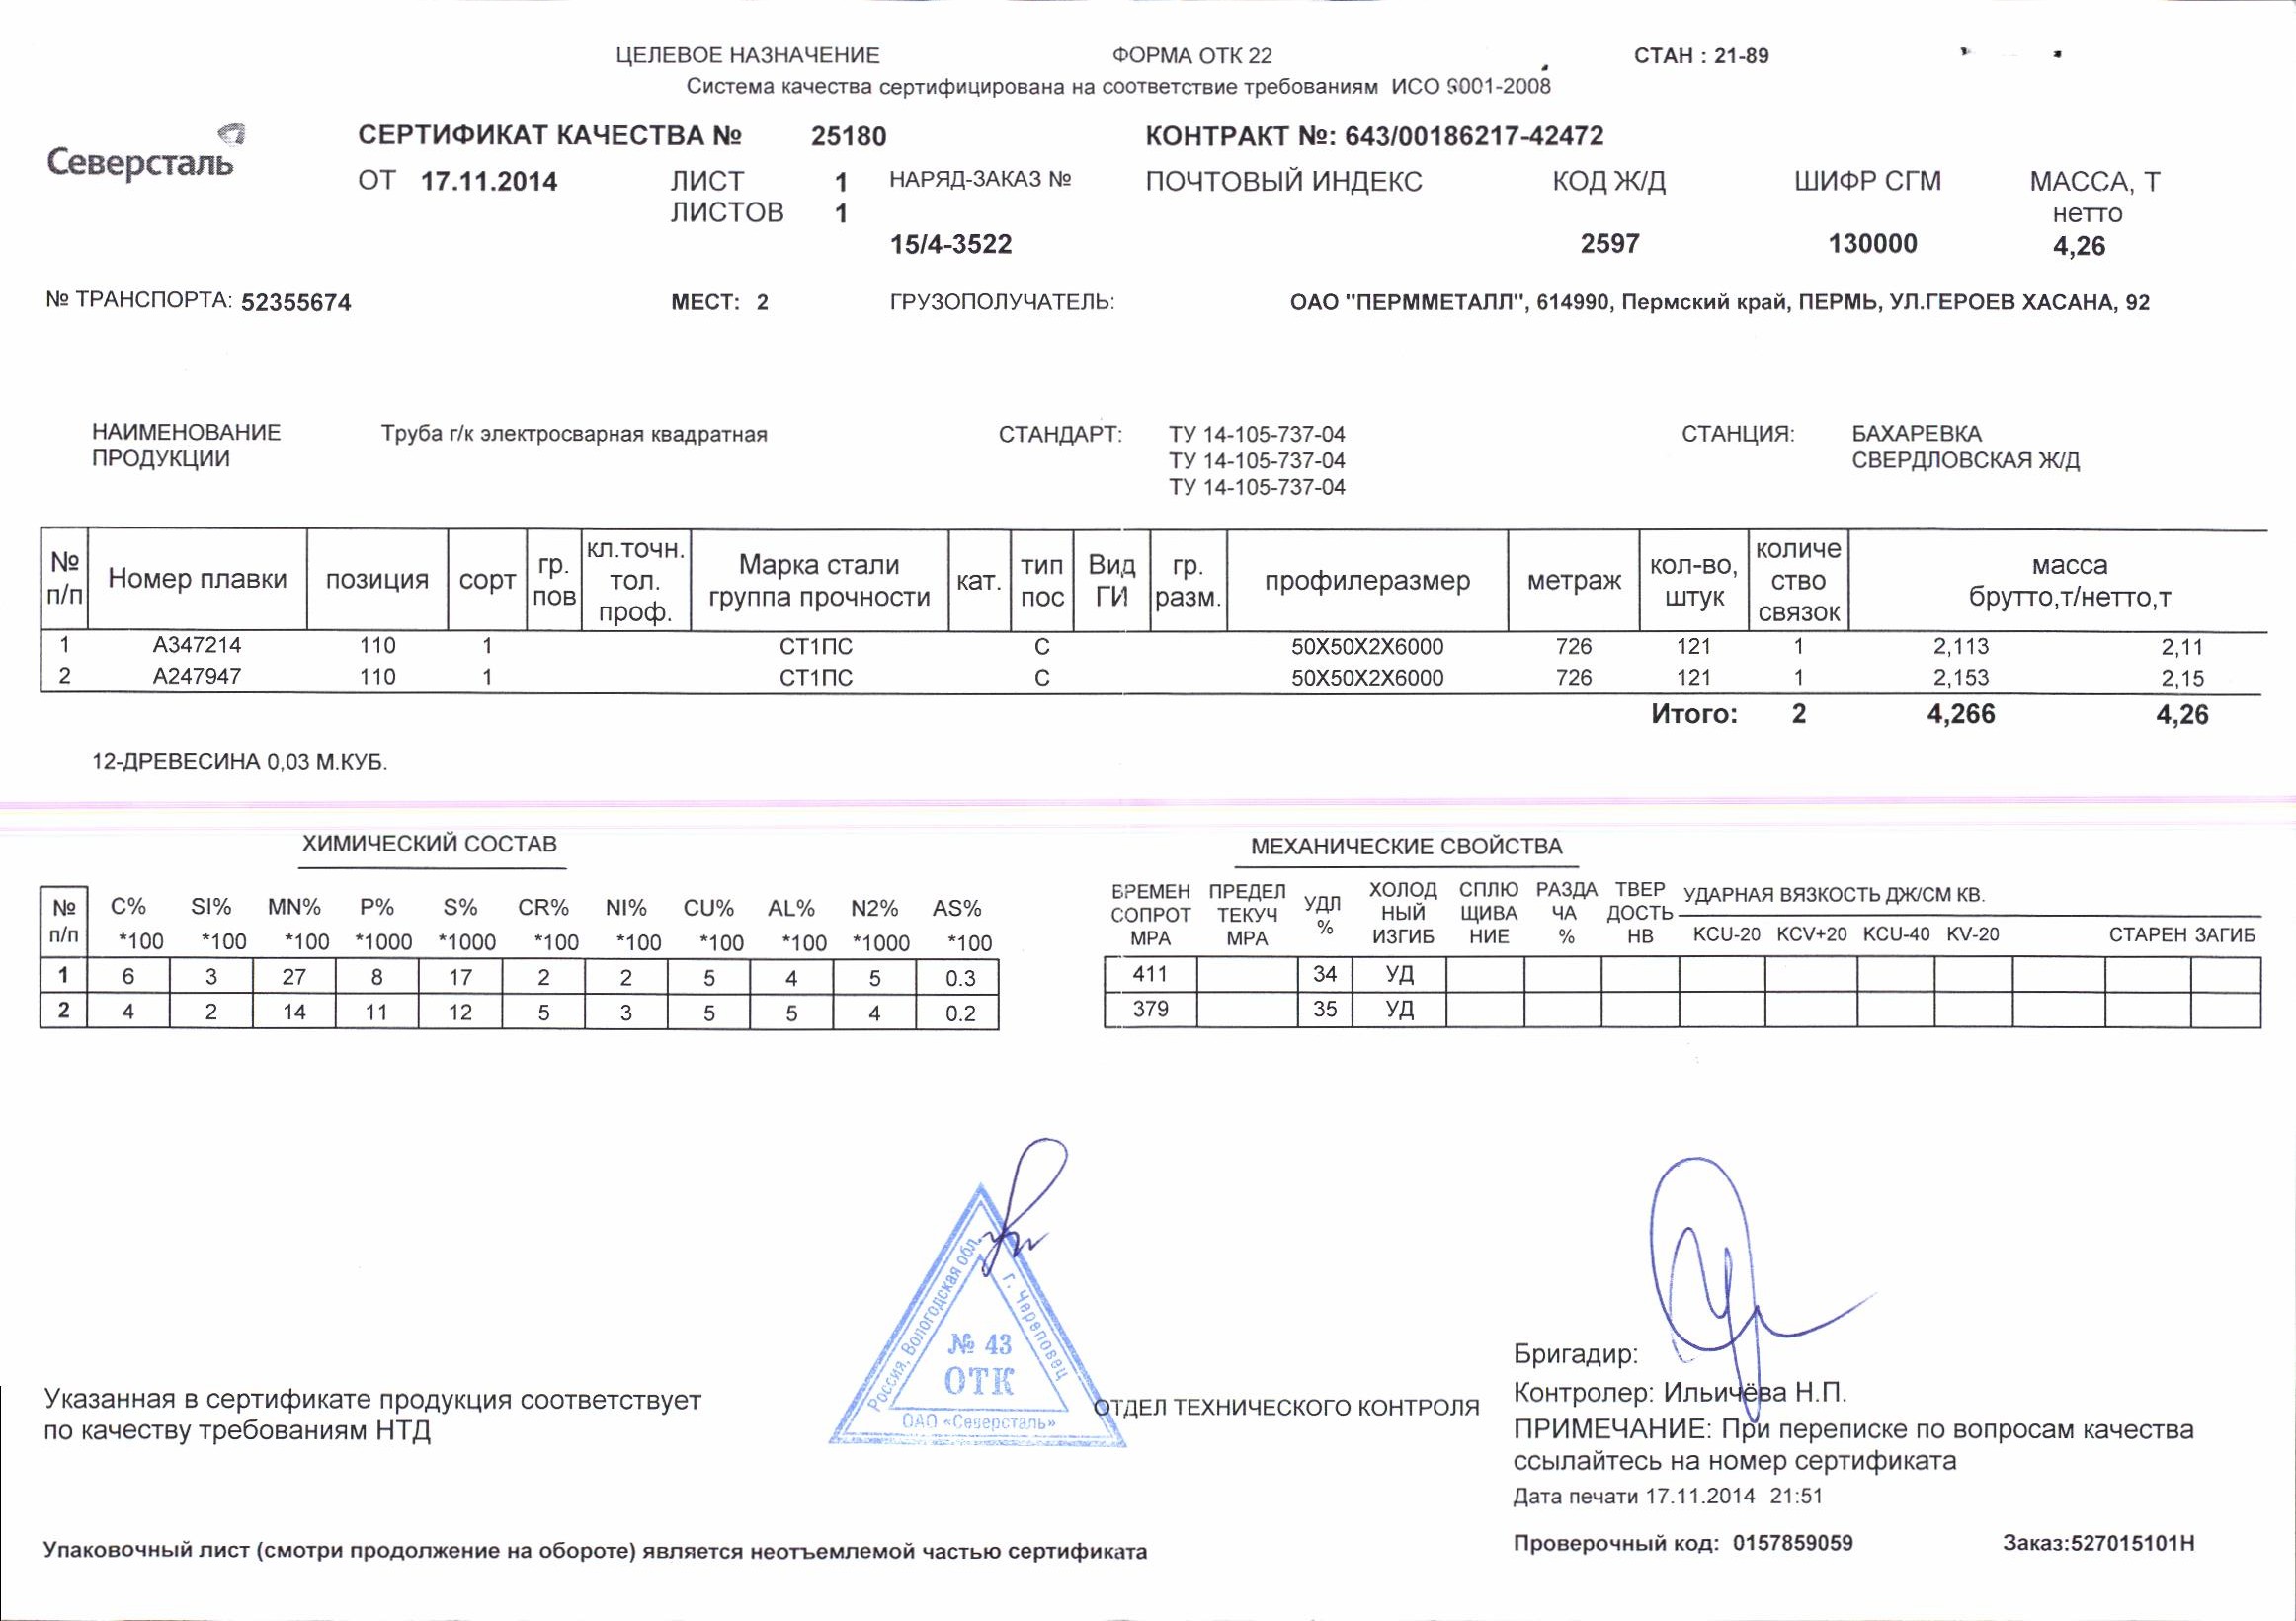 ЦЕЛЕВОЕ НАЗНАЧЕНИЕ ФОРМА ОТК 22 СТАН : 21-89
Система качества сертифицирована на соответствие требованиям ИСО 9001-2008
Северсталь
СЕРТИФИКАТ КАЧЕСТВА № 25180 КОНТРАКТ №: 643/00186217-42472
ОТ 17.11.2014 ЛИСТ 1 НАРЯД-ЗАКАЗ № ПОЧТОВЫЙ ИНДЕКС КОД Ж/Д ШИФР СГМ МАССА, Т
ЛИСТОВ 1 нетто
15/4-3522 2597 130000 4,26
№ ТРАНСПОРТА: 52355674 МЕСТ: 2 ГРУЗОПОЛУЧАТЕЛЬ: ОАО "ПЕРММЕТАЛЛ", 614990, Пермский край, ПЕРМЬ, УЛ.ГЕРОЕВ ХАСАНА, 92
НАИМЕНОВАНИЕ Труба г/к электросварная квадратная СТАНДАРТ: ТУ 14-105-737-04 СТАНЦИЯ: БАХАРЕВКА
ПРОДУКЦИИ ТУ 14-105-737-04 СВЕРДЛОВСКАЯ Ж/Д
ТУ 14-105-737-04
№ п/п Номер плавки позиция сорт гр. пов кл.точн. тол. проф. Марка стали группа прочности кат. тип пос Вид ГИ гр. разм. профилеразмер метраж кол-во, штук количе ство связок масса брутто,т/нетто,т
1 А347214 110 1 СТ1ПС С 50Х50Х2Х6000 726 121 1 2,113 2,11
2 А247947 110 1 СТ1ПС С 50Х50Х2Х6000 726 121 1 2,153 2,15
Итого: 2 4,266 4,26
12-ДРЕВЕСИНА 0,03 М.КУБ.
ХИМИЧЕСКИЙ СОСТАВ
№ п/п C% SI% MN% P% S% CR% NI% CU% AL% N2% AS%
*100 *100 *100 *1000 *1000 *100 *100 *100 *100 *1000 *100
1 6 3 27 8 17 2 2 5 4 5 0.3
2 4 2 14 11 12 5 3 5 5 4 0.2
МЕХАНИЧЕСКИЕ СВОЙСТВА
ВРЕМЕН СОПРОТ МРА ПРЕДЕЛ ТЕКУЧ МРА УДЛ % ХОЛОД НЫЙ ИЗГИБ СПЛЮ ЩИВА НИЕ РАЗДА ЧА % ТВЕР ДОСТЬ НВ УДАРНАЯ ВЯЗКОСТЬ ДЖ/СМ КВ.
KCU-20 KCV+20 KCU-40 KV-20 СТАРЕН ЗАГИБ
411 34 УД
379 35 УД
Россия, Вологодская обл.
г. Череповец
№ 43
ОТК
ОАО «Северсталь»
Указанная в сертификате продукция соответствует
по качеству требованиям НТД
ОТДЕЛ ТЕХНИЧЕСКОГО КОНТРОЛЯ
Бригадир:
Контролер: Ильичёва Н.П.
ПРИМЕЧАНИЕ: При переписке по вопросам качества
ссылайтесь на номер сертификата
Дата печати 17.11.2014 21:51
Проверочный код: 0157859059 Заказ:527015101Н
Упаковочный лист (смотри продолжение на обороте) является неотъемлемой частью сертификата